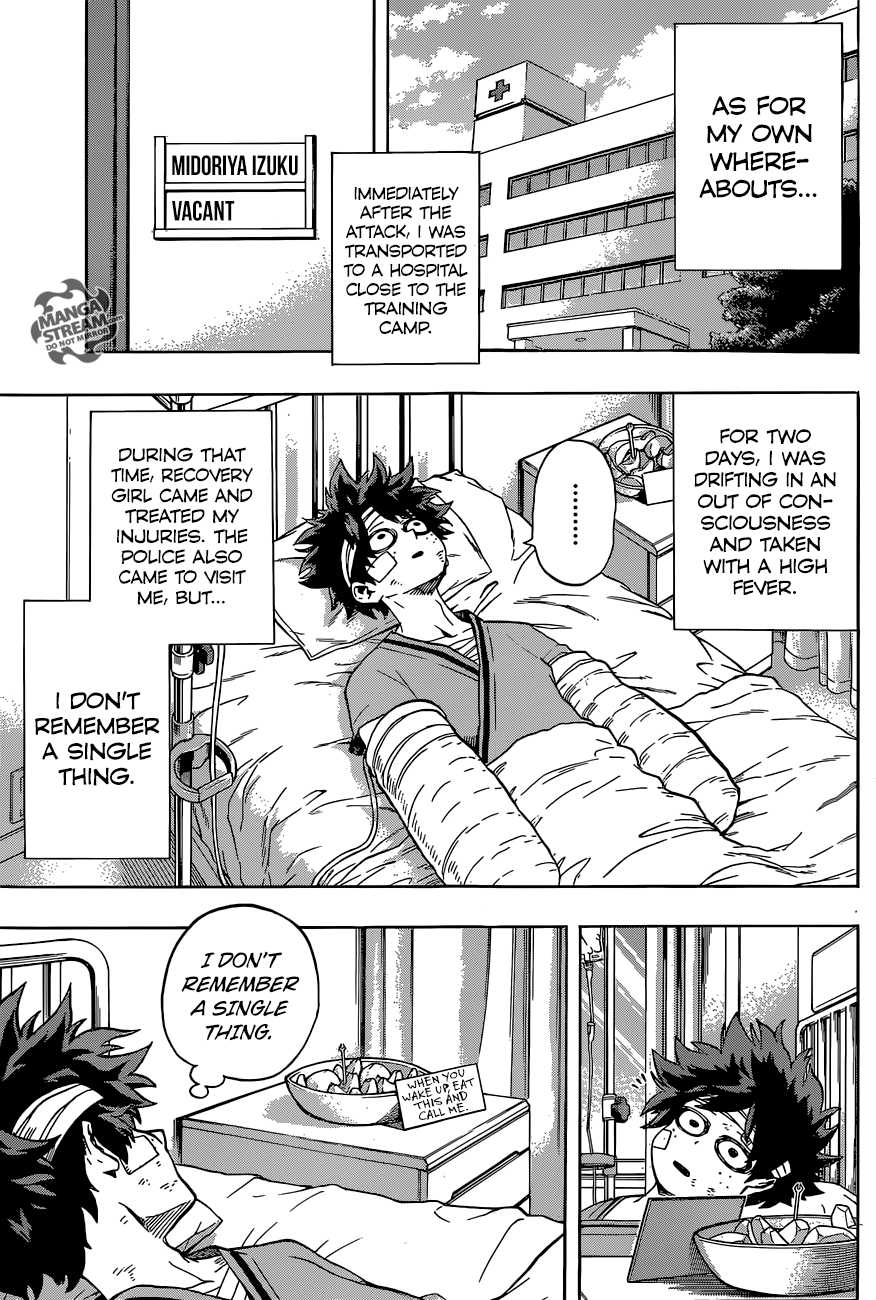 AS FOR
MY OWN
WHERE-
ABOUTS...
IMMEDIATELY
AFTER THE
ATTACK, I WAS
TRANSPORTED
TO A HOSPITAL
CLOSE TO THE
TRAINING
CAMP.
MIDORIYA IZUKU
VACANT
MANGA
STREAM.com
DO NOT MIRROR!
FOR TWO
DAYS, I WAS
DRIFTING IN AN
OUT OF CON-
SCIOUSNESS
AND TAKEN
WITH A HIGH
FEVER.
.........
DURING THAT
TIME, RECOVERY
GIRL CAME AND
TREATED MY
INJURIES. THE
POLICE ALSO
CAME TO VISIT
ME, BUT...
I DON'T
REMEMBER
A SINGLE
THING.
I DON'T
REMEMBER
A SINGLE
THING.
WHEN YOU
WAKE UP, EAT
THIS AND
CALL ME.